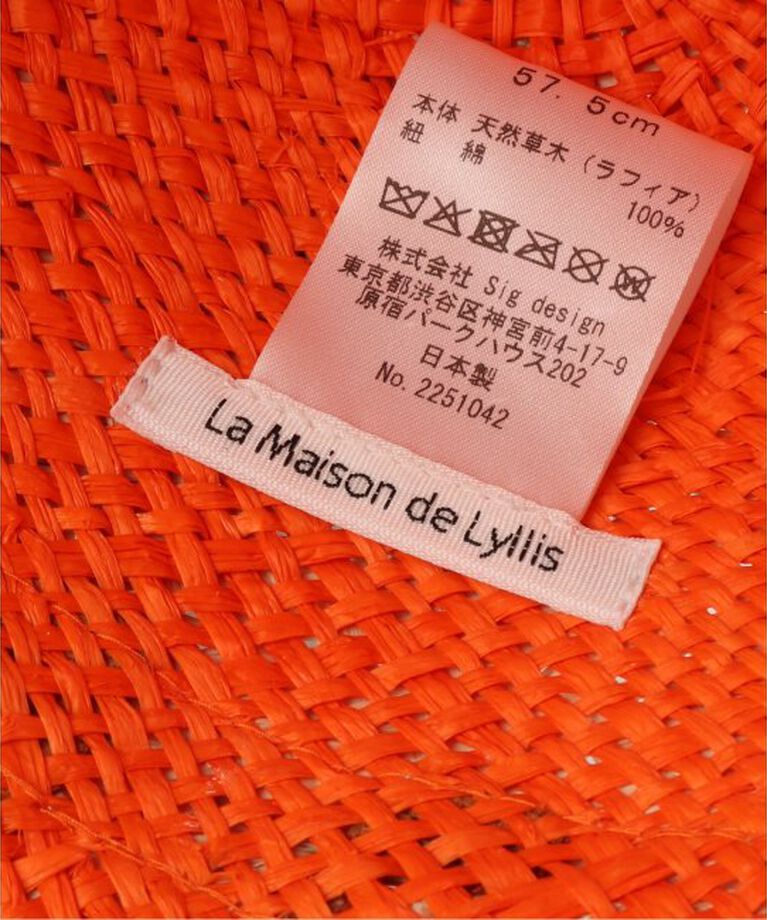 57. 5cm
本体 天然草木 (ラフィア)
紐 綿 100%
株式会社 Sig design
東京都渋谷区神宮前4-17-9
原宿パークハウス202
日本製
No. 2251042
La Maison de Lyllis